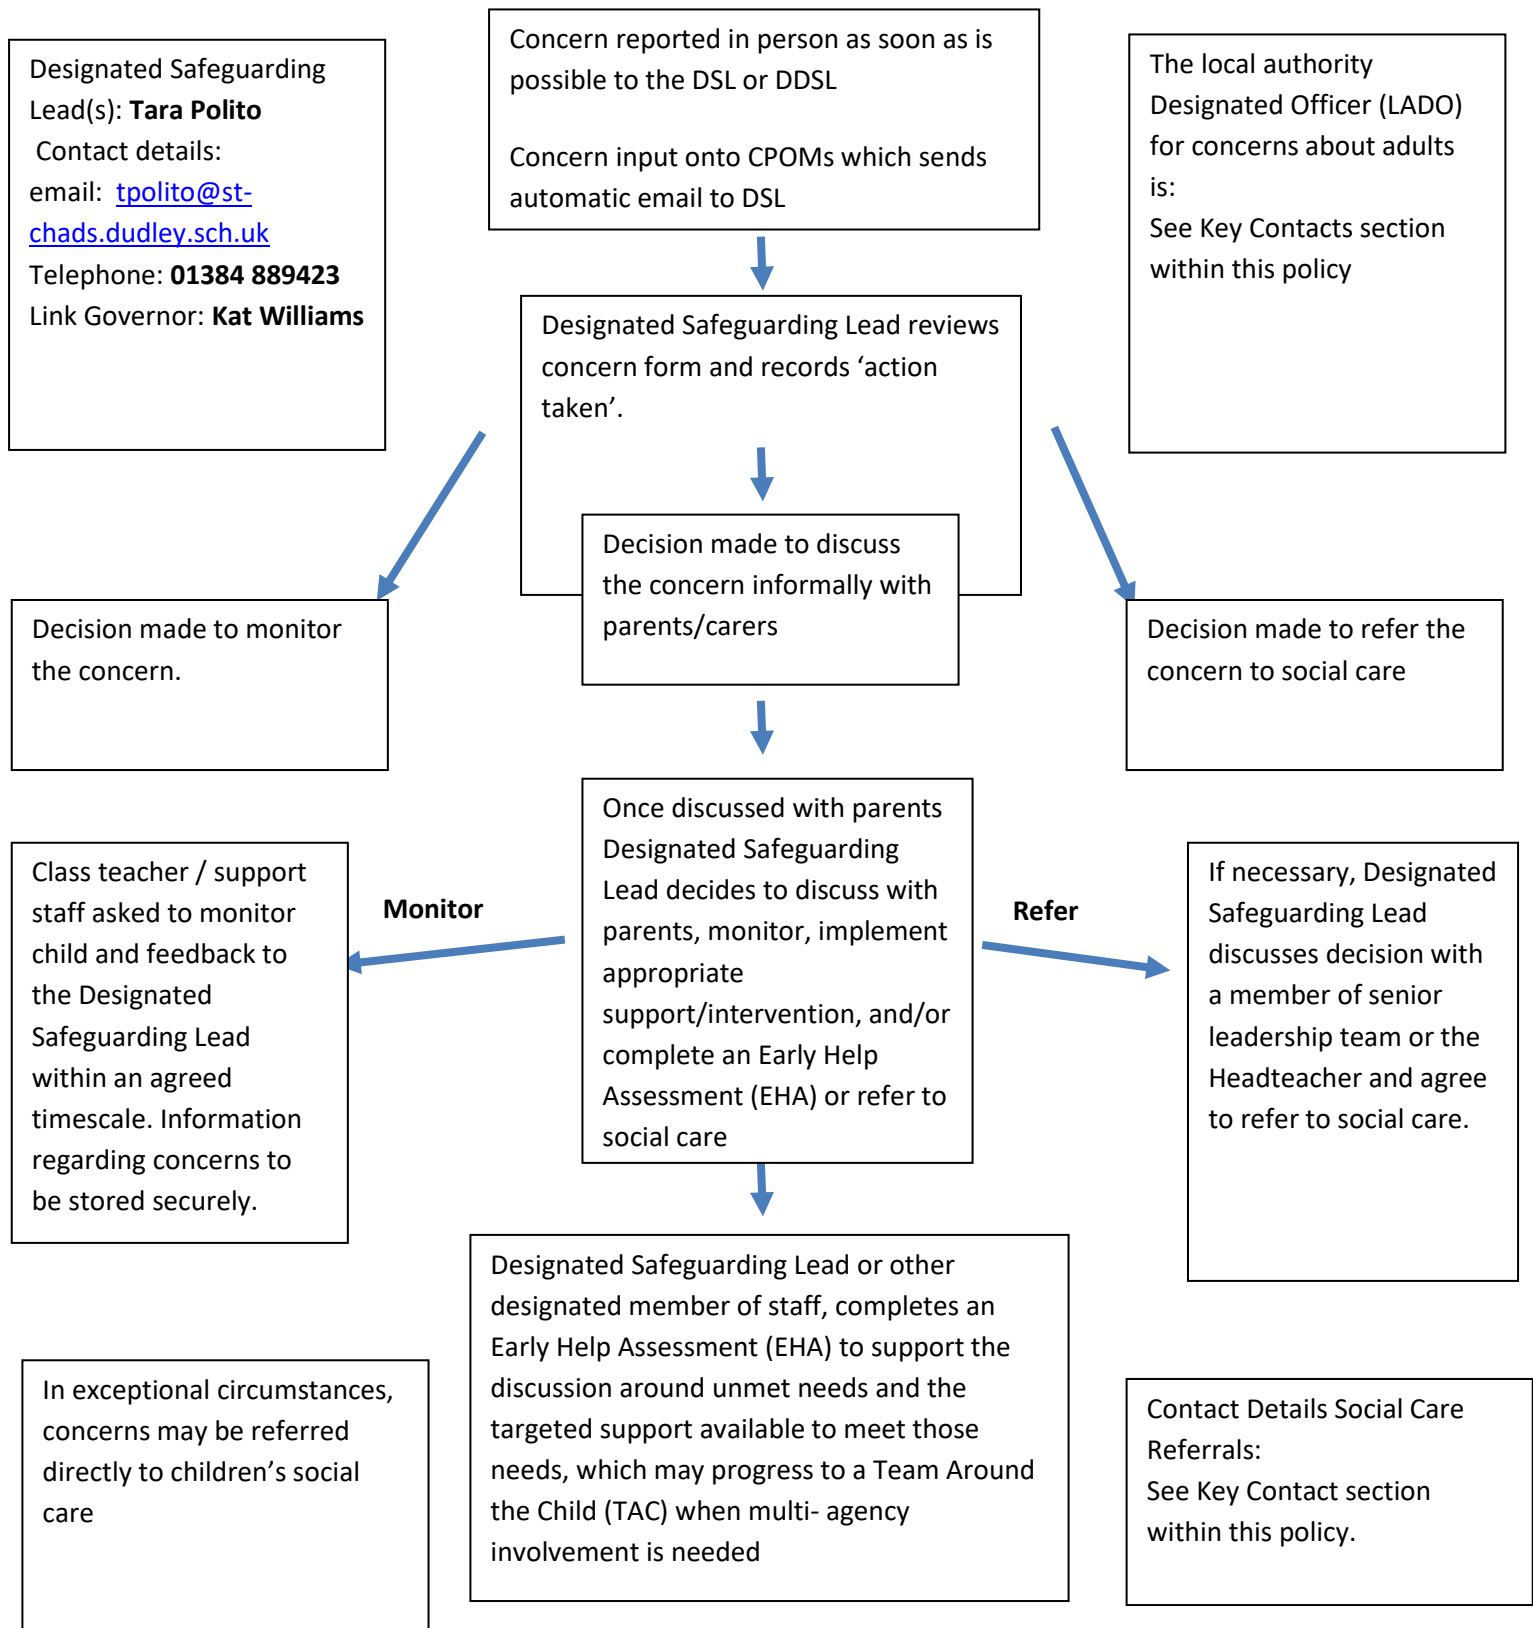 Designated Safeguarding
Lead(s): Tara Polito
Contact details:
email: tpolito@st-
chads.dudley.sch.uk
Telephone: 01384 889423
Link Governor: Kat Williams
Concern reported in person as soon as is
possible to the DSL or DDSL
Concern input onto CPOMs which sends
automatic email to DSL
The local authority
Designated Officer (LADO)
for concerns about adults
is:
See Key Contacts section
within this policy
Designated Safeguarding Lead reviews
concern form and records ‘action
taken’.
Decision made to monitor
the concern.
Decision made to discuss
the concern informally with
parents/carers
Decision made to refer the
concern to social care
Class teacher / support
staff asked to monitor
child and feedback to
the Designated
Safeguarding Lead
within an agreed
timescale. Information
regarding concerns to
be stored securely.
Monitor
Once discussed with parents
Designated Safeguarding
Lead decides to discuss with
parents, monitor, implement
appropriate
support/intervention, and/or
complete an Early Help
Assessment (EHA) or refer to
social care
Refer
If necessary, Designated
Safeguarding Lead
discusses decision with
a member of senior
leadership team or the
Headteacher and agree
to refer to social care.
In exceptional circumstances,
concerns may be referred
directly to children’s social
care
Designated Safeguarding Lead or other
designated member of staff, completes an
Early Help Assessment (EHA) to support the
discussion around unmet needs and the
targeted support available to meet those
needs, which may progress to a Team Around
the Child (TAC) when multi- agency
involvement is needed
Contact Details Social Care
Referrals:
See Key Contact section
within this policy.